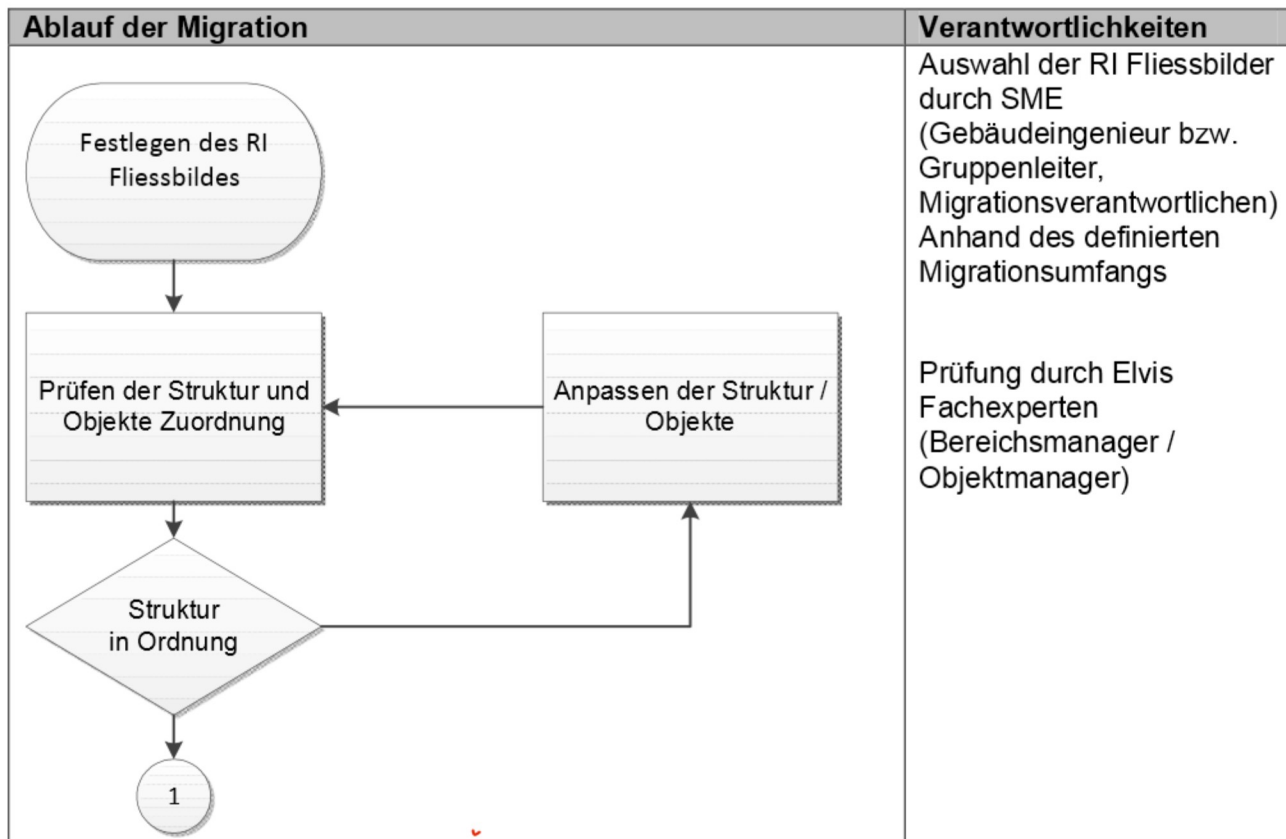 Ablauf der Migration
Verantwortlichkeiten
Festlegen des RI
Fliessbildes
Auswahl der RI Fliessbilder
durch SME
(Gebäudeingenieur bzw.
Gruppenleiter,
Migrationsverantwortlichen)
Anhand des definierten
Migrationsumfangs
Prüfen der Struktur und
Objekte Zuordnung
Anpassen der Struktur /
Objekte
Prüfung durch Elvis
Fachexperten
(Bereichsmanager /
Objektmanager)
Struktur
in Ordnung
1